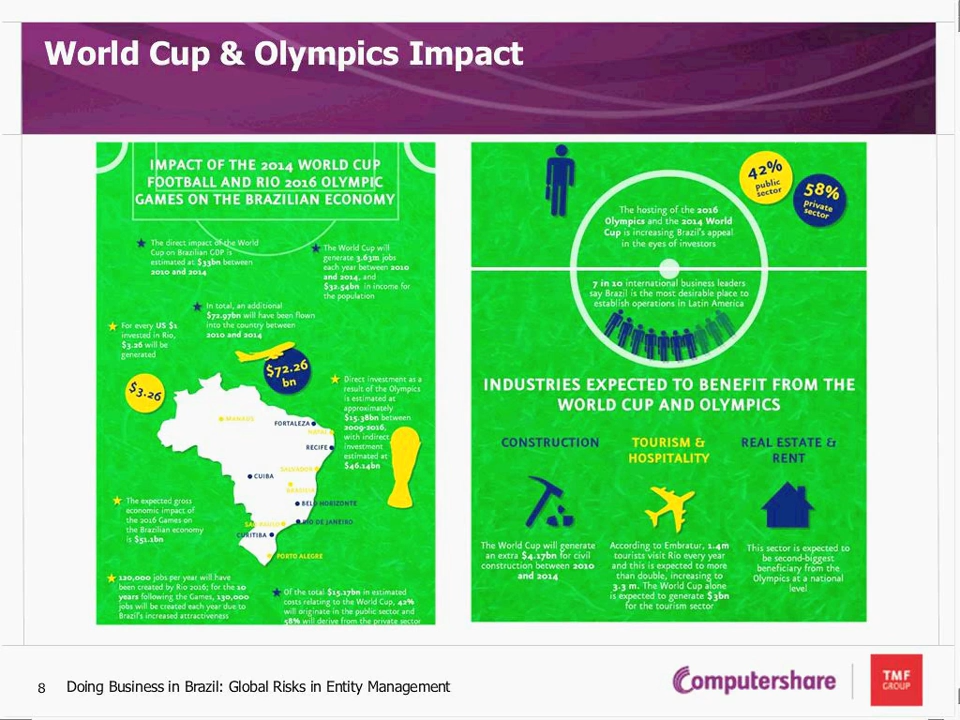 World Cup & Olympics Impact
IMPACT OF THE 2014 WORLD CUP
FOOTBALL AND RIO 2016 OLYMPIC
GAMES ON THE BRAZILIAN ECONOMY
The direct impact of the World
Cup on Brazilian GDP is
estimated at $33bn between
2010 and 2014
The World Cup will
generate 3.63m jobs
each year between 2010
and 2014, and
$32.54bn in income for
the population
In total, an additional
$72.97bn will have been flown
into the country between
2010 and 2014
For every US $1
invested in Rio,
$3.26 will be
generated
$3.26
$72.26
bn
Direct investment as a
result of the Olympics
is estimated at
approximately
$15.38bn between
2009-2016,
with indirect
investment
estimated at
$46.14bn
MANAUS
FORTALEZA
NATAL
RECIFE
SALVADOR
CUIBA
BRASILIA
BELO HORIZONTE
SAO PAULO
RIO DE JANEIRO
CURITIBA
PORTO ALEGRE
The expected gross
economic impact of
the 2016 Games on
the Brazilian economy
is $51.1bn
120,000 jobs per year will have
been created by Rio 2016; for the 10
years following the Games, 130,000
jobs will be created each year due to
Brazil's increased attractiveness
Of the total $15.17bn in estimated
costs relating to the World Cup, 42%
will originate in the public sector and
58% will derive from the private sector
42%
public
sector
58%
private
sector
The hosting of the 2016
Olympics and the 2014 World
Cup is increasing Brazil's appeal
in the eyes of investors
7 in 10 international business leaders
say Brazil is the most desirable place to
establish operations in Latin America
INDUSTRIES EXPECTED TO BENEFIT FROM THE
WORLD CUP AND OLYMPICS
CONSTRUCTION
The World Cup will generate
an extra $4.17bn for civil
construction between 2010
and 2014
TOURISM &
HOSPITALITY
According to Embratur, 1.4m
tourists visit Rio every year
and this is expected to more
than double, increasing to
3.3 m. The World Cup alone
is expected to generate $3bn
for the tourism sector
REAL ESTATE &
RENT
This sector is expected to
be second-biggest
beneficiary from the
Olympics at a national
level
8 Doing Business in Brazil: Global Risks in Entity Management
Computershare
TMF
GROUP